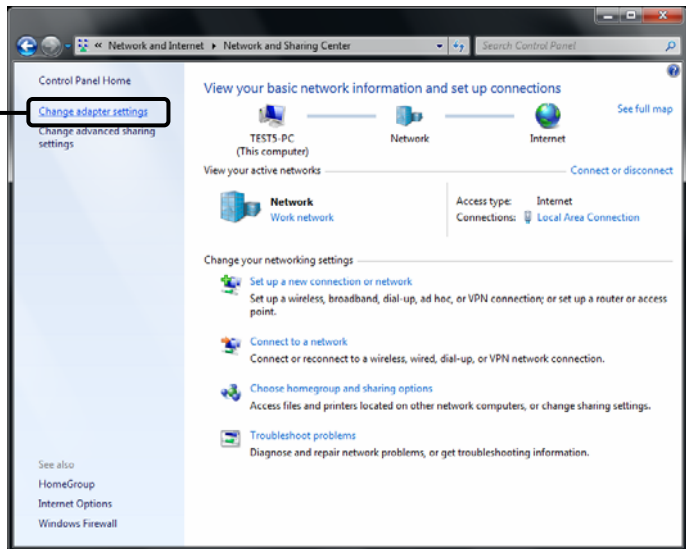 « Network and Internet ▸ Network and Sharing Center
Search Control Panel
Control Panel Home
Change adapter settings
Change advanced sharing
settings
View your basic network information and set up connections
See full map
TEST5-PC
(This computer)
Network
Internet
View your active networks
Connect or disconnect
Network
Work network
Access type: Internet
Connections: Local Area Connection
Change your networking settings
Set up a new connection or network
Set up a wireless, broadband, dial-up, ad hoc, or VPN connection; or set up a router or access
point.
Connect to a network
Connect or reconnect to a wireless, wired, dial-up, or VPN network connection.
Choose homegroup and sharing options
Access files and printers located on other network computers, or change sharing settings.
Troubleshoot problems
Diagnose and repair network problems, or get troubleshooting information.
See also
HomeGroup
Internet Options
Windows Firewall